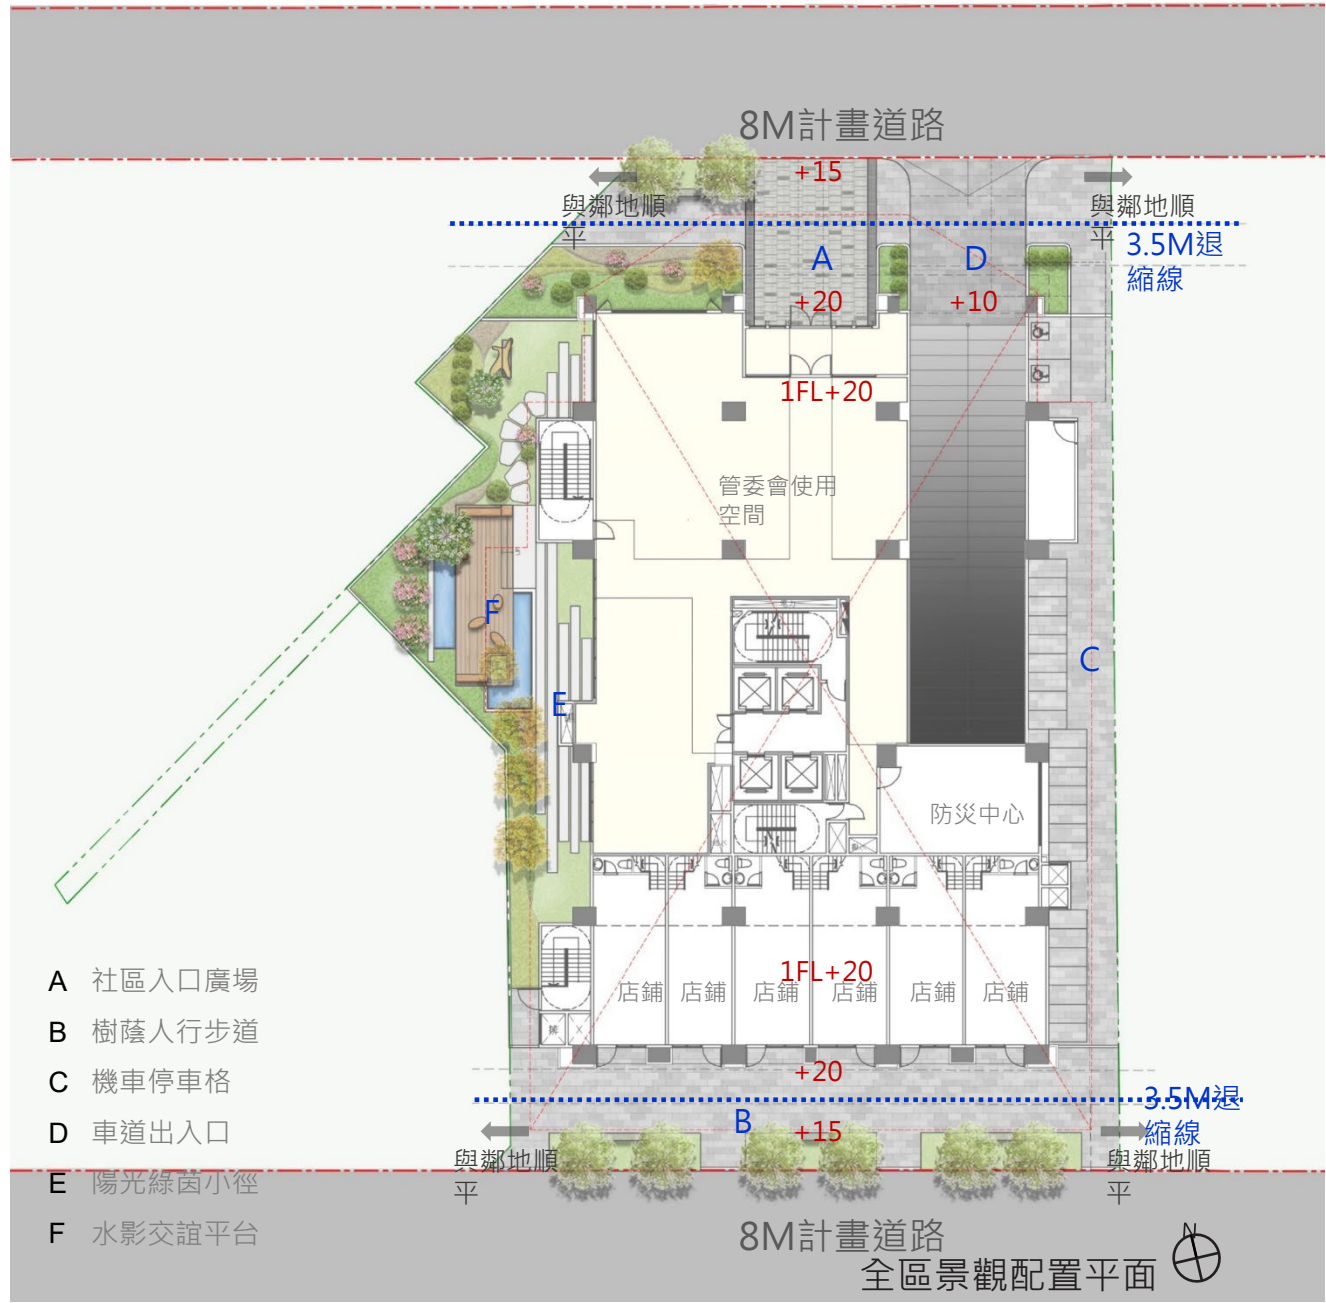 8M計畫道路
+15
與鄰地順
平
與鄰地順
平
3.5M退
縮線
A
D
+20
+10
1FL+20
管委會使用
空間
F
C
E
防災中心
A 社區入口廣場
B 樹蔭人行步道
C 機車停車格
D 車道出入口
E 陽光綠茵小徑
F 水影交誼平台
1FL+20
店鋪
店鋪
店鋪
店鋪
店鋪
店鋪
+20
3.5M退
縮線
B
+15
與鄰地順
平
與鄰地順
平
8M計畫道路
全區景觀配置平面
N